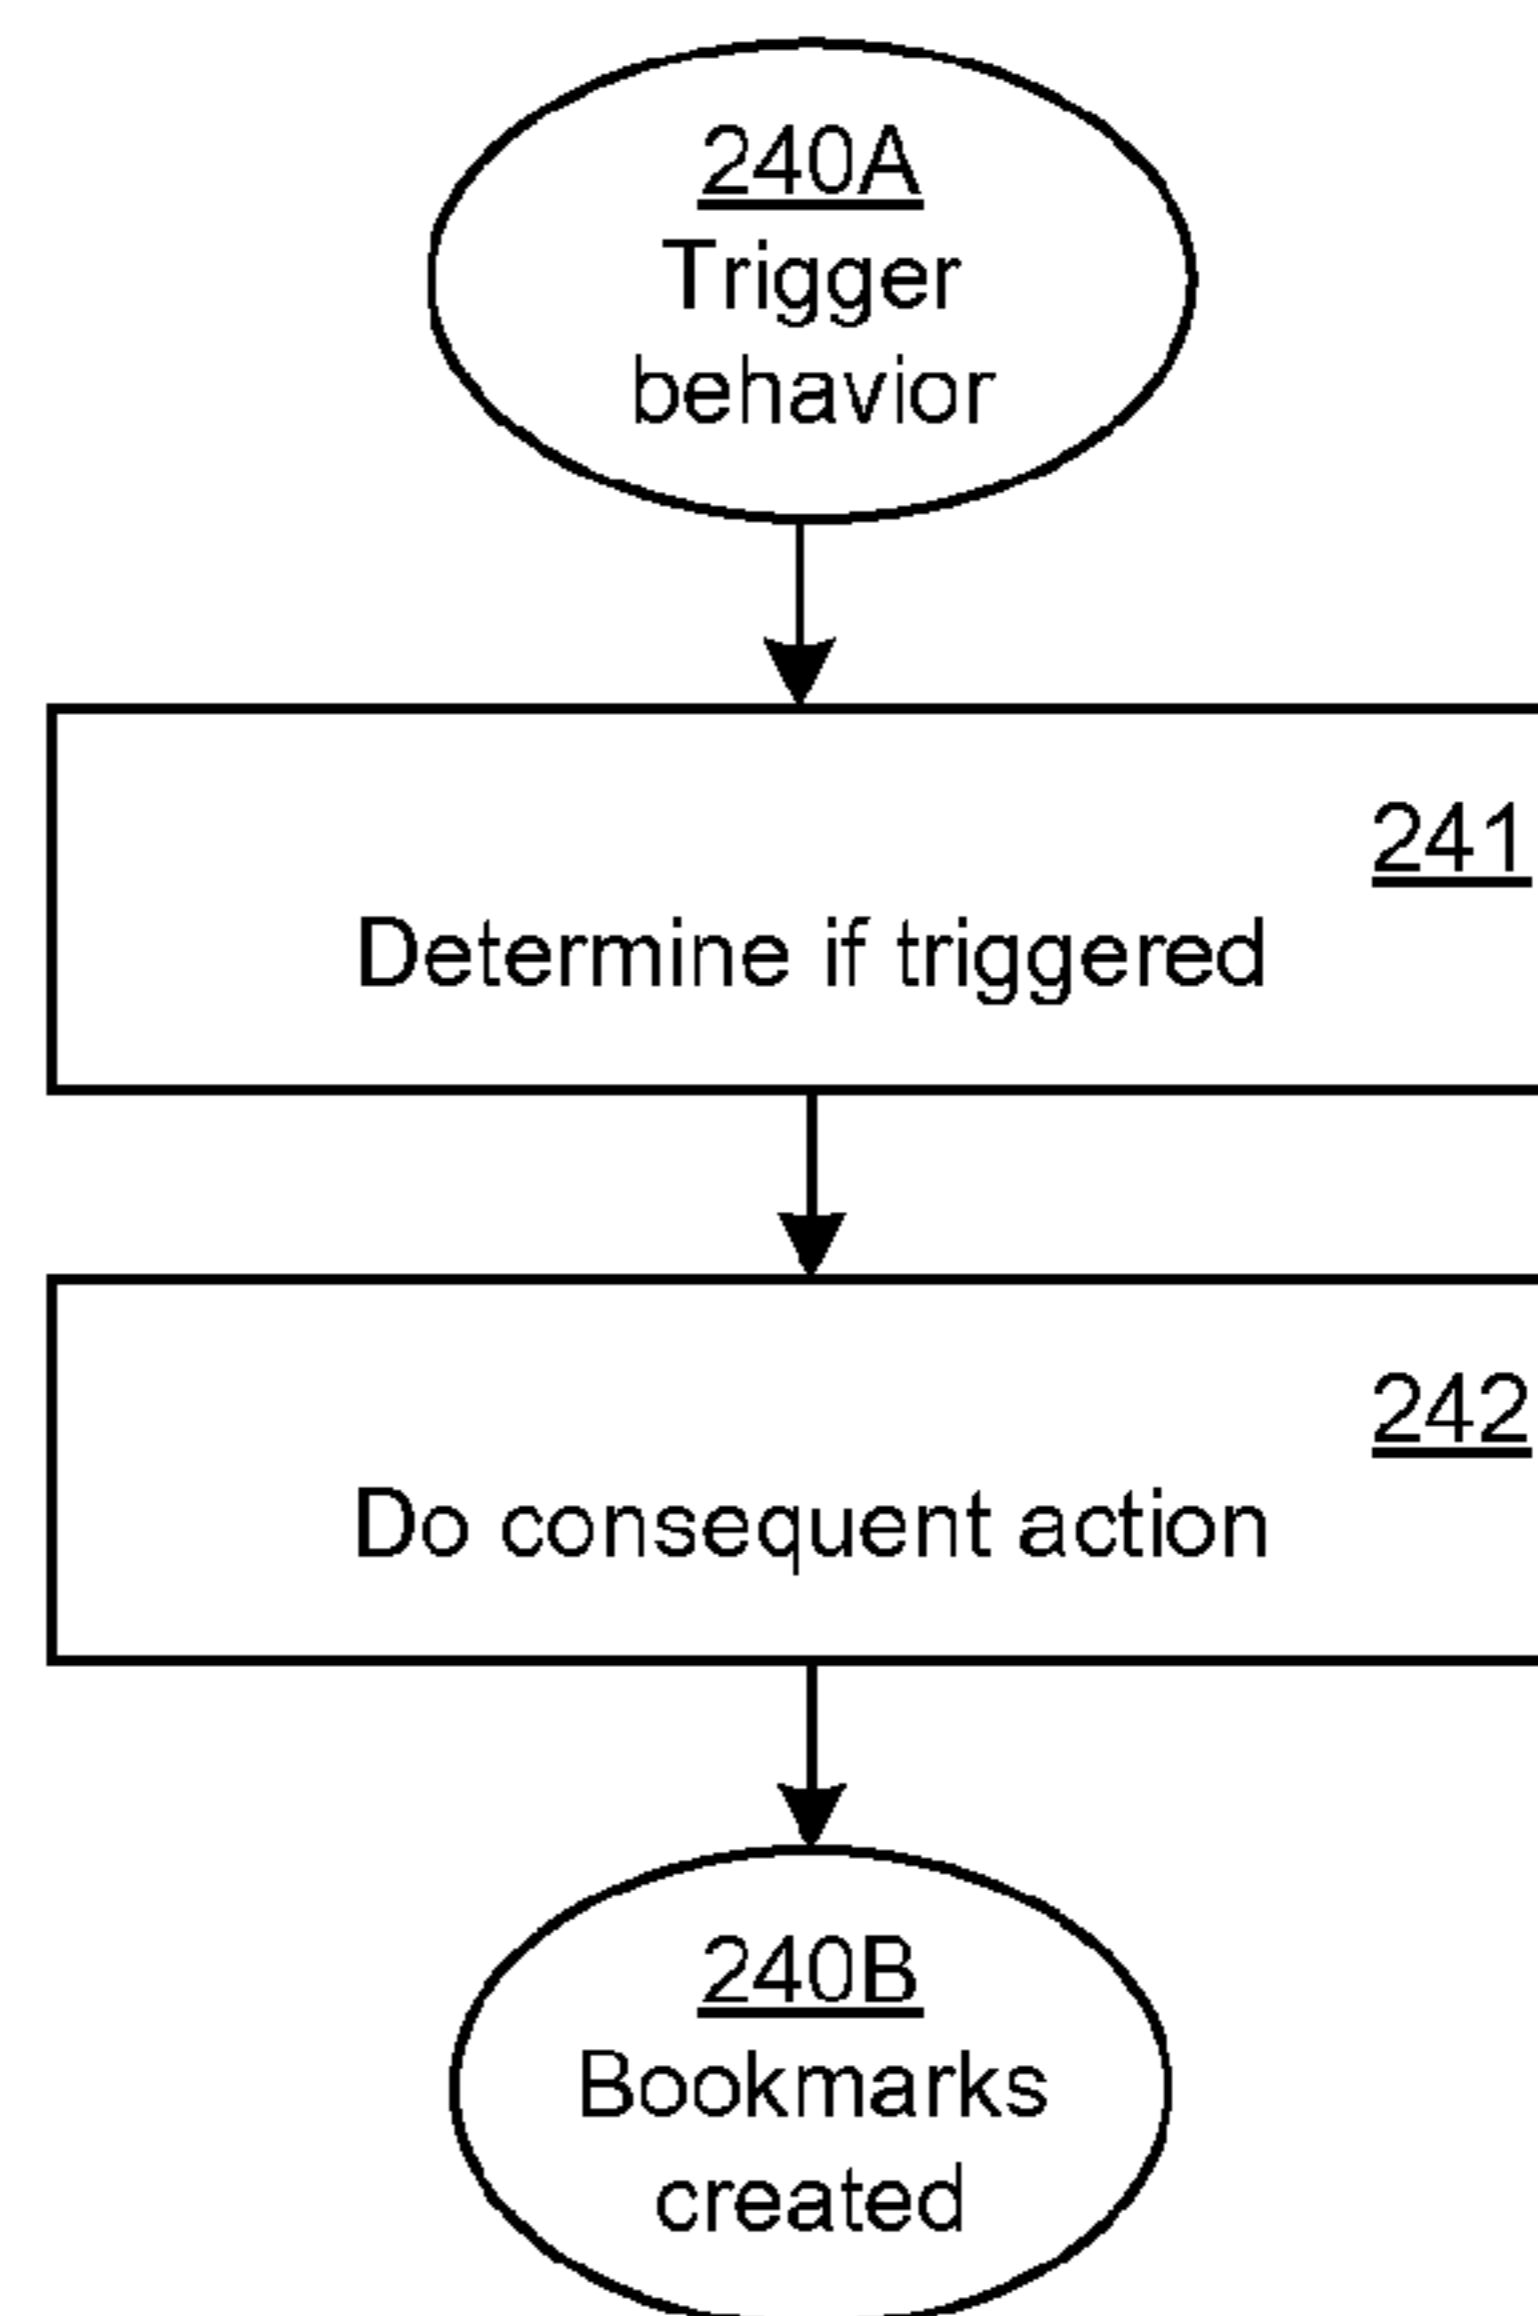 240A
Trigger
behavior
241
Determine if triggered
242
Do consequent action
240B
Bookmarks
created